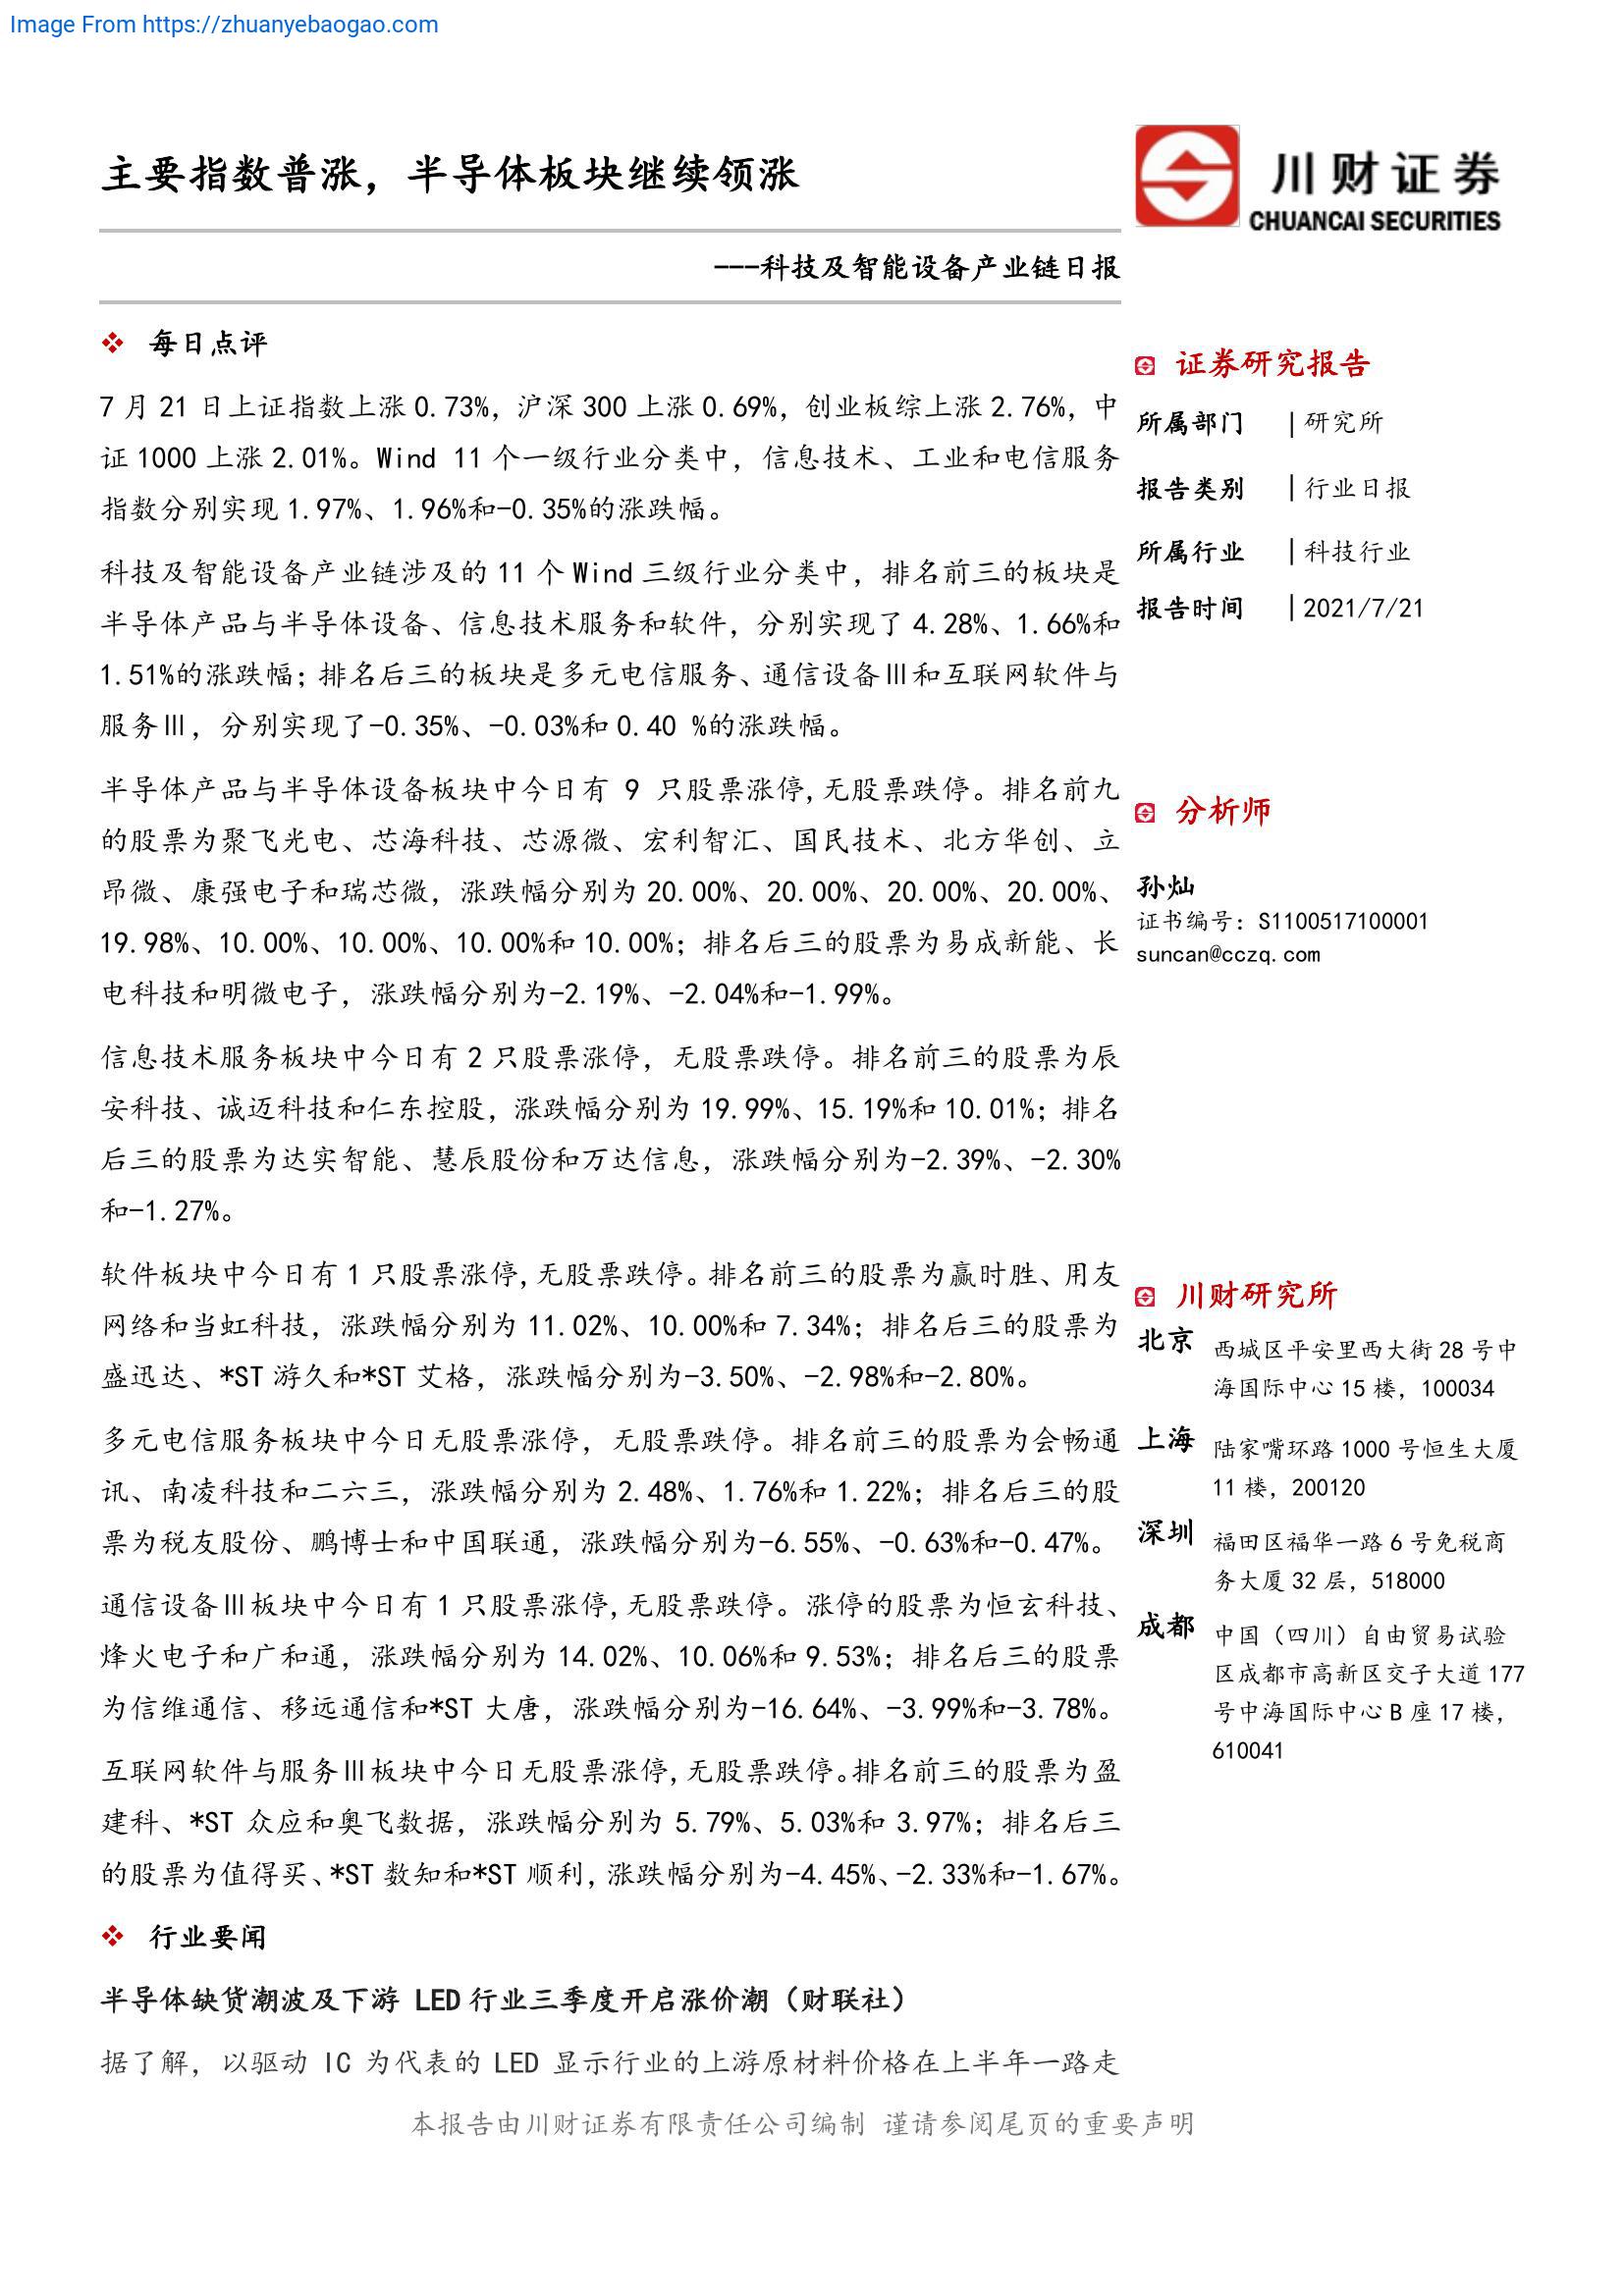 Image From https://zhuanyebaogao.com
主要指数普涨，半导体板块继续领涨
川财证券
CHUANCAI SECURITIES
---科技及智能设备产业链日报
❖ 每日点评
7 月 21 日上证指数上涨 0.73%，沪深 300 上涨 0.69%，创业板综上涨 2.76%，中
证 1000 上涨 2.01%。Wind 11 个一级行业分类中，信息技术、工业和电信服务
指数分别实现 1.97%、1.96%和-0.35%的涨跌幅。
科技及智能设备产业链涉及的 11 个 Wind 三级行业分类中，排名前三的板块是
半导体产品与半导体设备、信息技术服务和软件，分别实现了 4.28%、1.66%和
1.51%的涨跌幅；排名后三的板块是多元电信服务、通信设备Ⅲ和互联网软件与
服务Ⅲ，分别实现了-0.35%、-0.03%和 0.40 %的涨跌幅。
半导体产品与半导体设备板块中今日有 9 只股票涨停,无股票跌停。排名前九
的股票为聚飞光电、芯海科技、芯源微、宏利智汇、国民技术、北方华创、立
昂微、康强电子和瑞芯微，涨跌幅分别为 20.00%、20.00%、20.00%、20.00%、
19.98%、10.00%、10.00%、10.00%和 10.00%；排名后三的股票为易成新能、长
电科技和明微电子，涨跌幅分别为-2.19%、-2.04%和-1.99%。
信息技术服务板块中今日有 2 只股票涨停，无股票跌停。排名前三的股票为辰
安科技、诚迈科技和仁东控股，涨跌幅分别为 19.99%、15.19%和 10.01%；排名
后三的股票为达实智能、慧辰股份和万达信息，涨跌幅分别为-2.39%、-2.30%
和-1.27%。
软件板块中今日有 1 只股票涨停,无股票跌停。排名前三的股票为赢时胜、用友
网络和当虹科技，涨跌幅分别为 11.02%、10.00%和 7.34%；排名后三的股票为
盛迅达、*ST 游久和*ST 艾格，涨跌幅分别为-3.50%、-2.98%和-2.80%。
多元电信服务板块中今日无股票涨停，无股票跌停。排名前三的股票为会畅通
讯、南凌科技和二六三，涨跌幅分别为 2.48%、1.76%和 1.22%；排名后三的股
票为税友股份、鹏博士和中国联通，涨跌幅分别为-6.55%、-0.63%和-0.47%。
通信设备Ⅲ板块中今日有 1 只股票涨停,无股票跌停。涨停的股票为恒玄科技、
烽火电子和广和通，涨跌幅分别为 14.02%、10.06%和 9.53%；排名后三的股票
为信维通信、移远通信和*ST 大唐，涨跌幅分别为-16.64%、-3.99%和-3.78%。
互联网软件与服务Ⅲ板块中今日无股票涨停,无股票跌停。排名前三的股票为盈
建科、*ST 众应和奥飞数据，涨跌幅分别为 5.79%、5.03%和 3.97%；排名后三
的股票为值得买、*ST 数知和*ST 顺利，涨跌幅分别为-4.45%、-2.33%和-1.67%。
❖ 行业要闻
半导体缺货潮波及下游 LED 行业三季度开启涨价潮（财联社）
据了解，以驱动 IC 为代表的 LED 显示行业的上游原材料价格在上半年一路走
证券研究报告
所属部门 | 研究所
报告类别 | 行业日报
所属行业 | 科技行业
报告时间 | 2021/7/21
分析师
孙灿
证书编号：S1100517100001
suncan@cczq.com
川财研究所
北京 西城区平安里西大街 28 号中
海国际中心 15 楼，100034
上海 陆家嘴环路 1000 号恒生大厦
11 楼，200120
深圳 福田区福华一路 6 号免税商
务大厦 32 层，518000
成都 中国（四川）自由贸易试验
区成都市高新区交子大道 177
号中海国际中心 B 座 17 楼，
610041
本报告由川财证券有限责任公司编制 谨请参阅尾页的重要声明